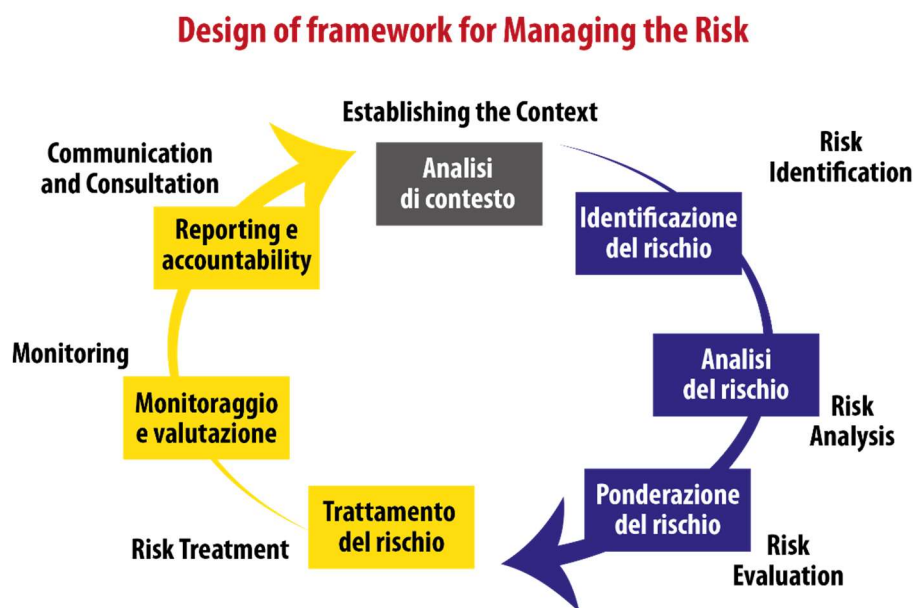 Design of framework for Managing the Risk
Establishing the Context
Analisi
di contesto
Risk
Identification
Identificazione
del rischio
Analisi
del rischio
Risk
Analysis
Ponderazione
del rischio
Risk
Evaluation
Trattamento
del rischio
Risk Treatment
Monitoraggio
e valutazione
Monitoring
Reporting e
accountability
Communication
and Consultation